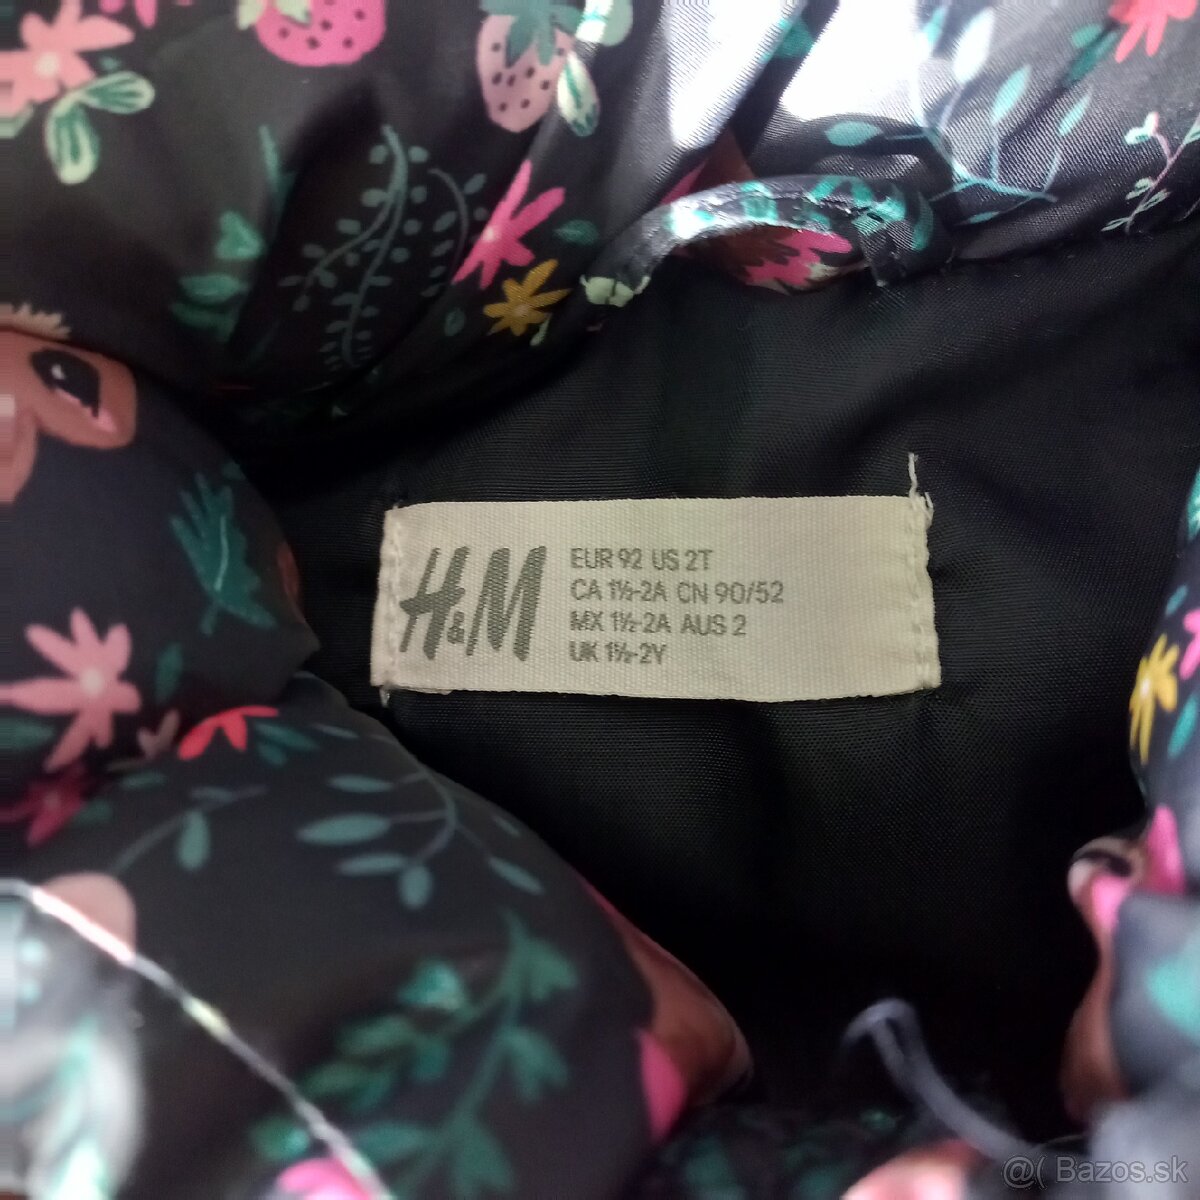 H&M
EUR 92 US 2T
CA 1½-2A CN 90/52
MX 1½-2A AUS 2
UK 1½-2Y
@( Bazos.sk